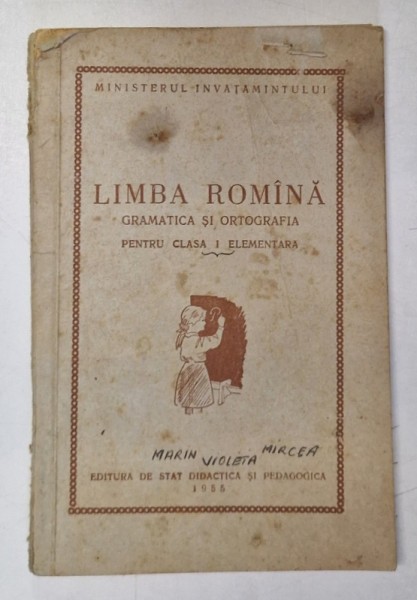 MINISTERUL INVATAMINTULUI
LIMBA ROMÎNĂ
GRAMATICA ȘI ORTOGRAFIA
PENTRU CLASA I ELEMENTARA
MARIN VIOLETA MIRCEA
EDITURA DE STAT DIDACTICA ȘI PEDAGOGICA
1955